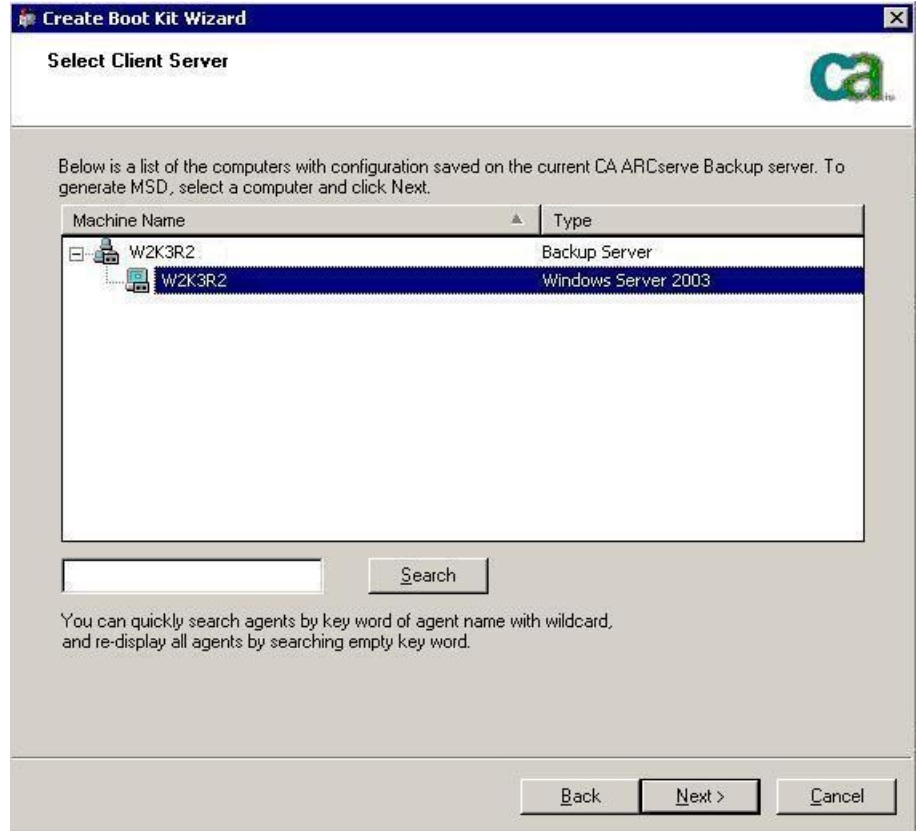 Create Boot Kit Wizard
Select Client Server
ca
Below is a list of the computers with configuration saved on the current CA ARCserve Backup server. To
generate MSD, select a computer and click Next.
Machine Name Type
W2K3R2 Backup Server
W2K3R2 Windows Server 2003
Search
You can quickly search agents by key word of agent name with wildcard,
and re-display all agents by searching empty key word.
Back Next > Cancel